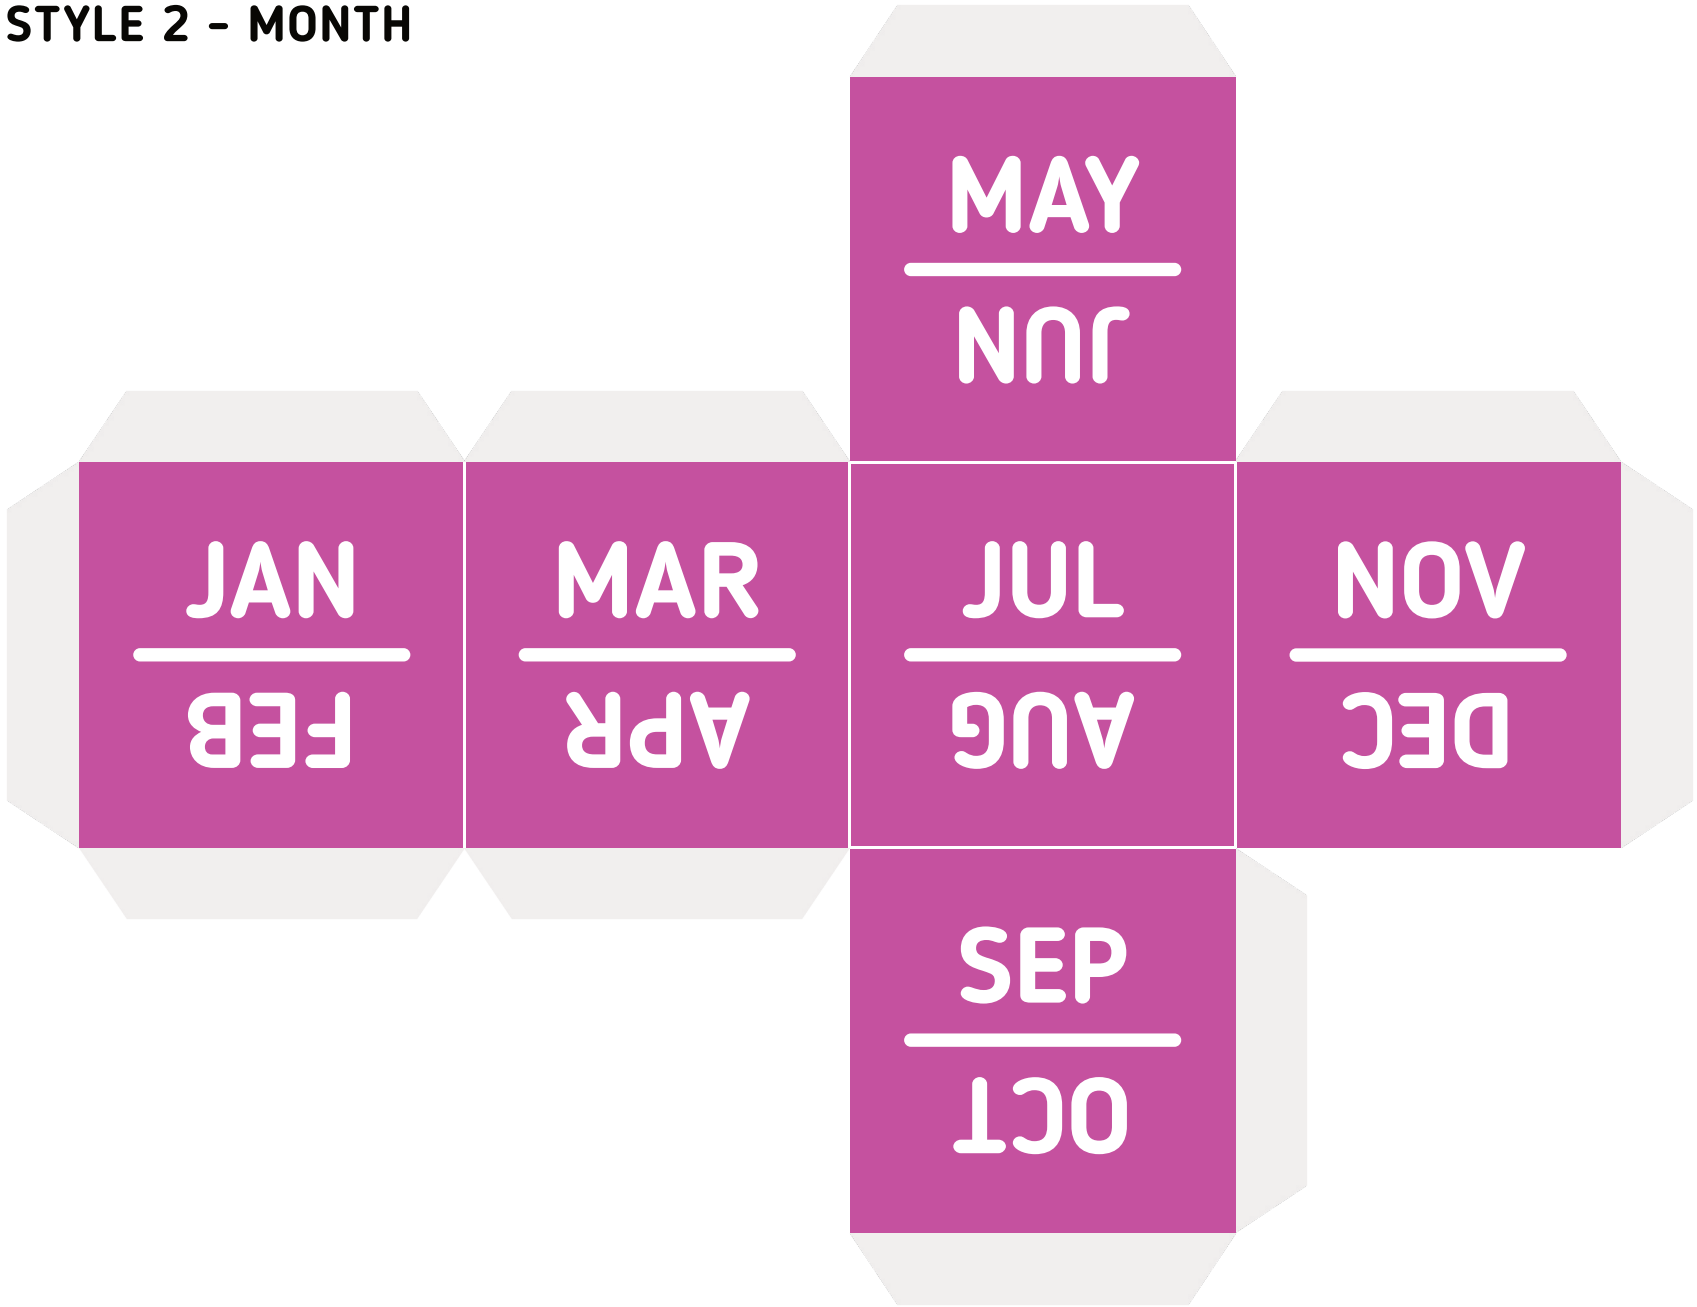 STYLE 2 - MONTH
MAY
JUN
JAN
FEB
MAR
APR
JUL
AUG
NOV
DEC
SEP
OCT